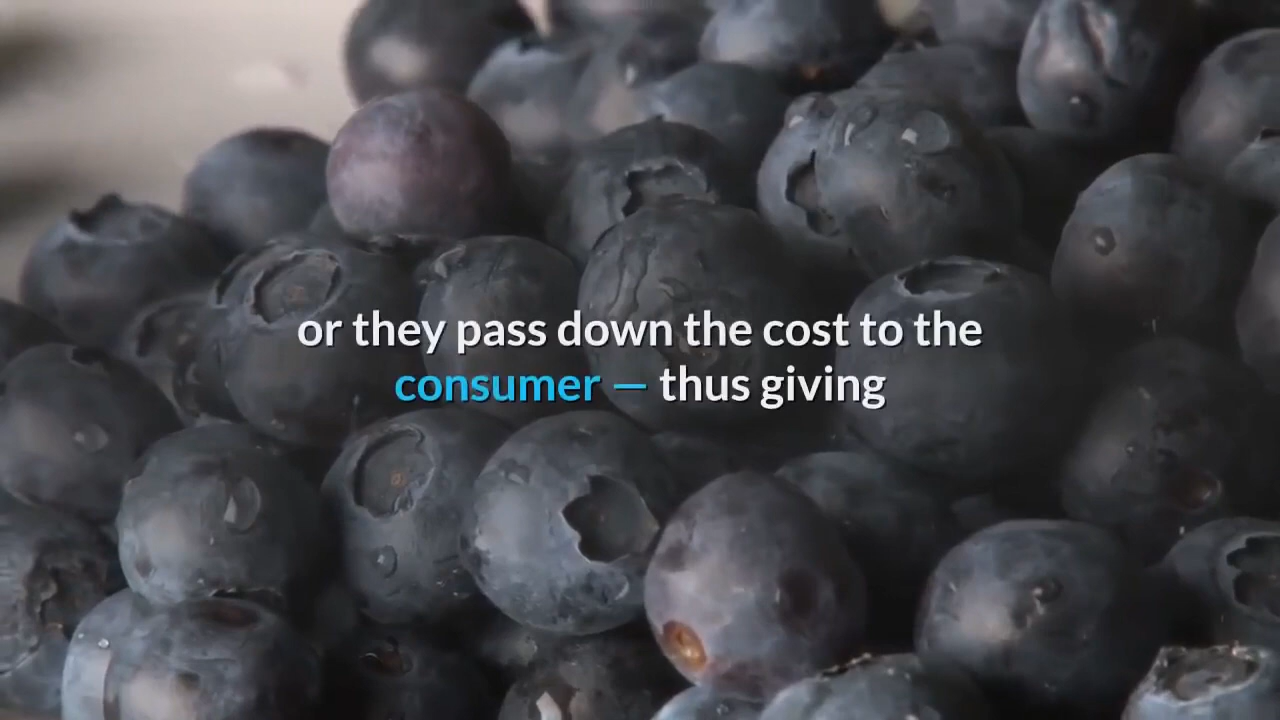 or they pass down the cost to the
consumer — thus giving